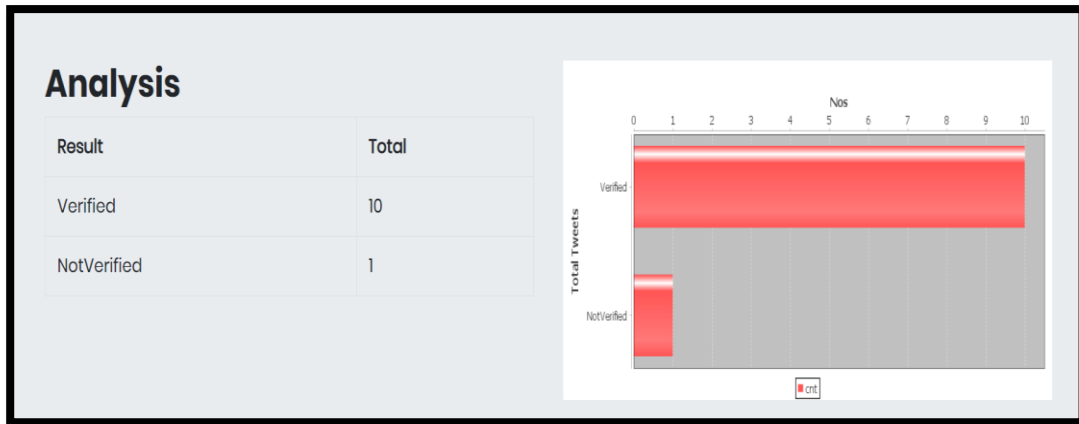 Analysis
Result Total
Verified 10
NotVerified 1
Nos
0 1 2 3 4 5 6 7 8 9 10
Total Tweets
Verified
NotVerified
cnt